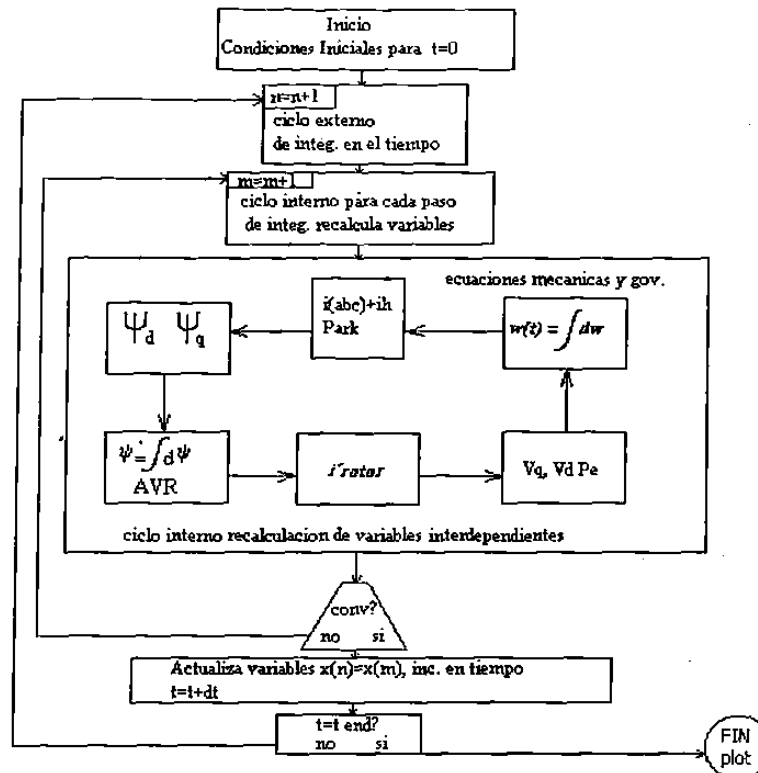 Inicio
Condiciones Iniciales para t=0
n=n+1
ciclo externo
de integ. en el tiempo
m=m+1
ciclo interno para cada paso
de integ. recalcula variables
ecuaciones mecanicas y gov.
i(abc)+ih
Park
Ψd Ψq
w(t) = ∫dw
ψ = ∫dψ
AVR
i'rotor
Vq, Vd Pe
ciclo interno recalculacion de variables interdependientes
conv?
no si
Actualiza variables x(n)=x(m), inc. en tiempo
t=t+dt
t=t end?
no si
FIN
plot